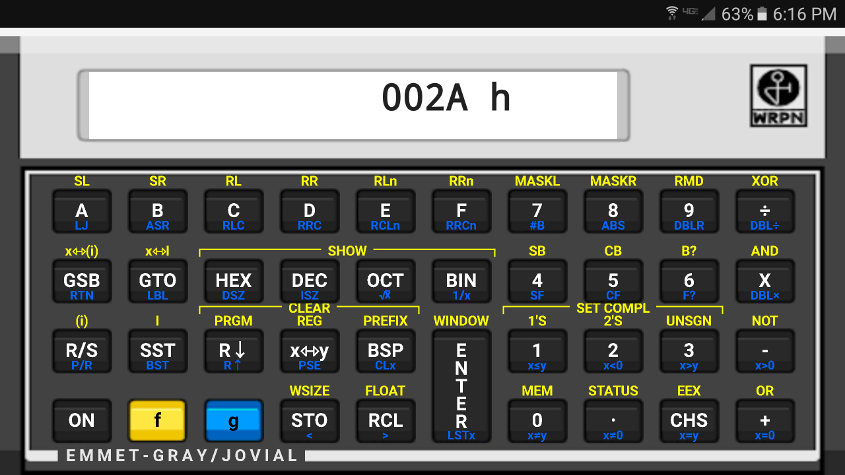 4G 63% 6:16 PM
002A h
WRPN
SL SR RL RR RLn RRn MASKL MASKR RMD XOR
A B C D E F 7 8 9 ÷
LJ ASR RLC RRC RCLn RRCn #B ABS DBLR DBL÷
x↔(i) x↔I SHOW SB CB B? AND
GSB GTO HEX DEC OCT BIN 4 5 6 X
RTN LBL DSZ ISZ √x 1/x SF CF F? DBL×
CLEAR SET COMPL
(i) I PRGM REG PREFIX WINDOW 1'S 2'S UNSGN NOT
R/S SST R↓ x↔y BSP ENTER 1 2 3 -
P/R BST R↑ PSE CLx x≤y x<0 x>y x>0
WSIZE FLOAT MEM STATUS EEX OR
ON f g STO RCL 0 · CHS +
< > LSTx x≠y x≠0 x=y x=0
EMMET-GRAY/JOVIAL